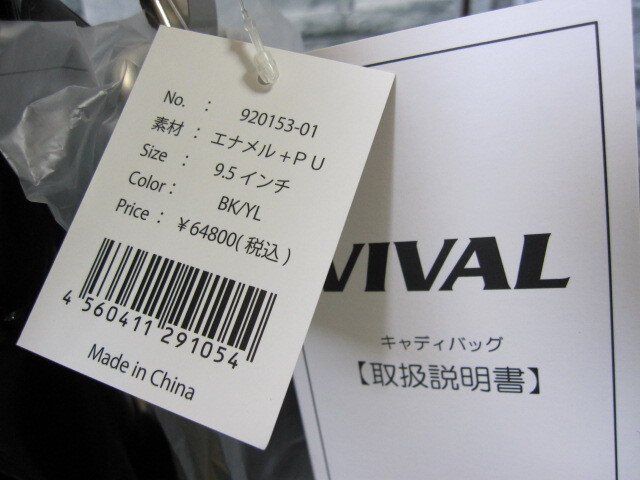 No. : 920153-01
素材 : エナメル+PU
Size : 9.5インチ
Color : BK/YL
Price : ¥64800(税込)
4 560411 291054
Made in China
VIVAL
キャディバッグ
【取扱説明書】